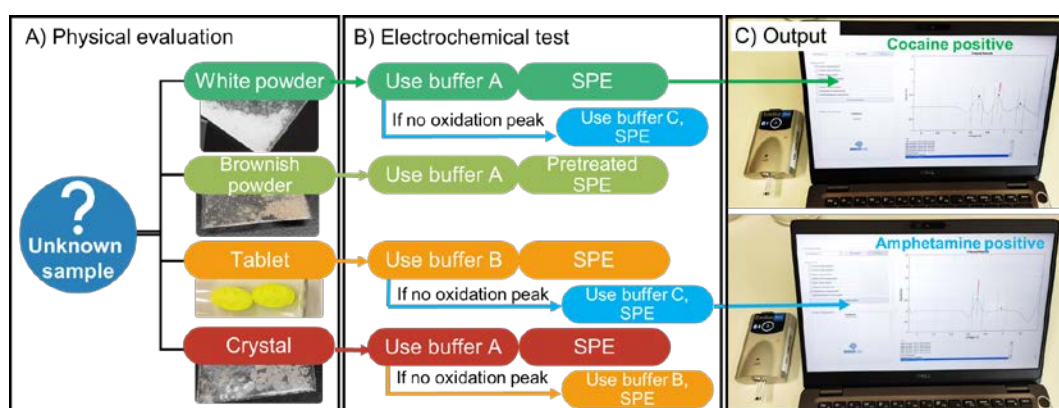 A) Physical evaluation
B) Electrochemical test
C) Output
?
Unknown
sample
White powder
Use buffer A
SPE
If no oxidation peak
Use buffer C,
SPE
Brownish
powder
Use buffer A
Pretreated
SPE
Tablet
Use buffer B
SPE
If no oxidation peak
Use buffer C,
SPE
Crystal
Use buffer A
SPE
If no oxidation peak
Use buffer B,
SPE
Cocaine positive
DELL
Amphetamine positive
DELL